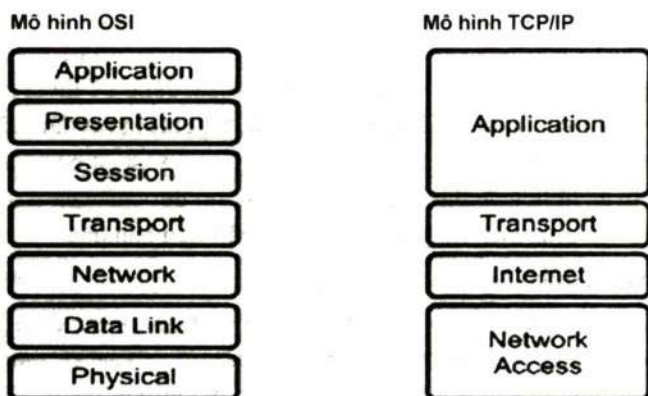 Mô hình OSI
Application
Presentation
Session
Transport
Network
Data Link
Physical
Mô hình TCP/IP
Application
Transport
Internet
Network
Access